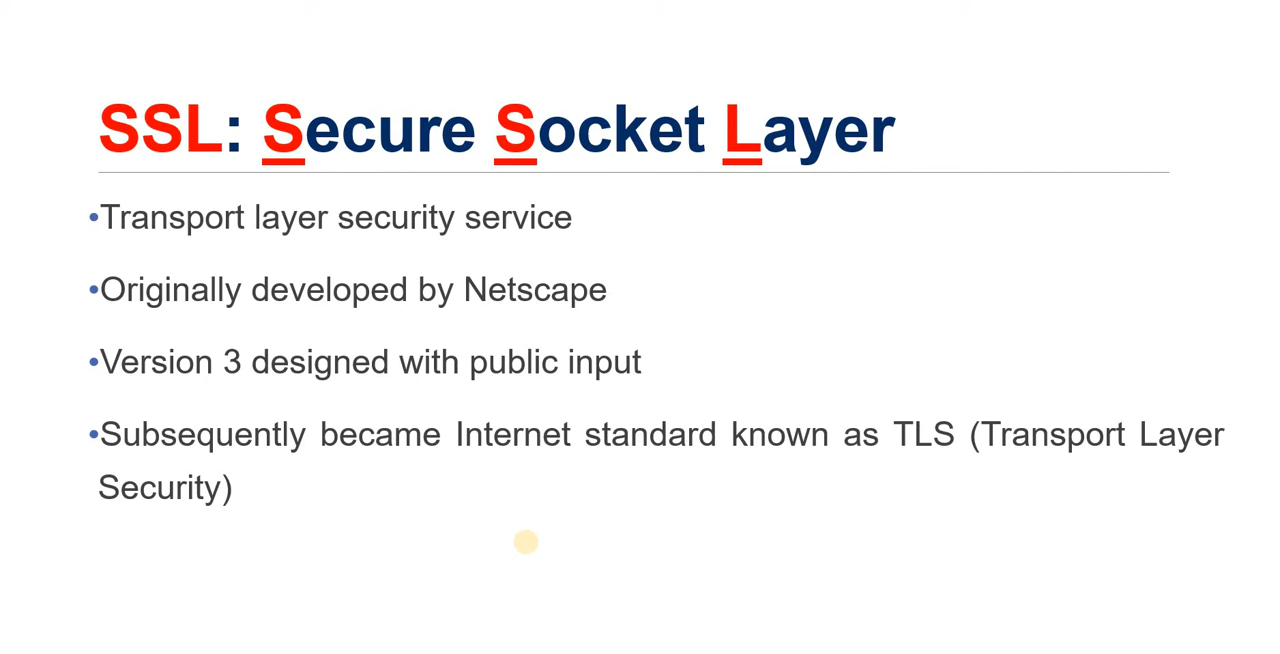 SSL: Secure Socket Layer
•Transport layer security service
•Originally developed by Netscape
•Version 3 designed with public input
•Subsequently became Internet standard known as TLS (Transport Layer
Security)